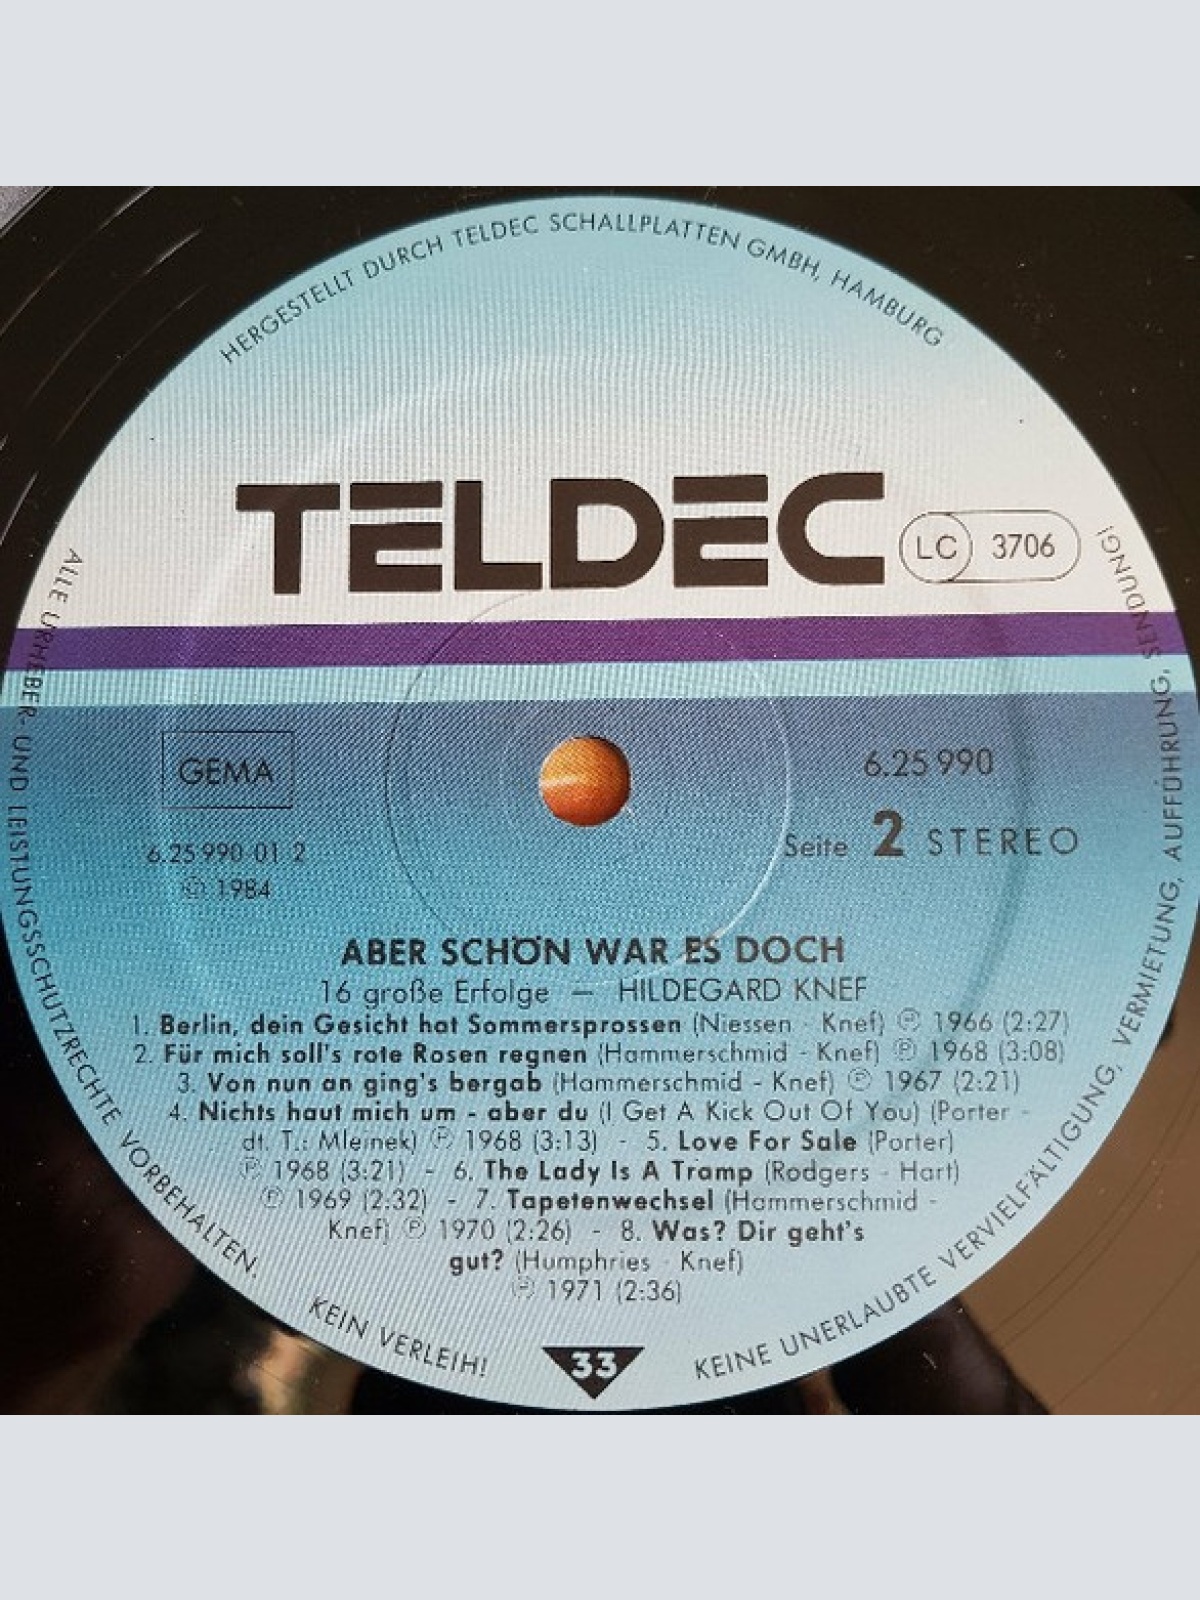 HERGESTELLT DURCH TELDEC SCHALLPLATTEN GMBH, HAMBURG
TELDEC
LC 3706
GEMA
6.25 990
6.25 990-01-2
Seite 2 STEREO
℗ 1984
ABER SCHÖN WAR ES DOCH
16 große Erfolge — HILDEGARD KNEF
1. Berlin, dein Gesicht hat Sommersprossen (Niessen - Knef) ℗ 1966 (2:27)
2. Für mich soll's rote Rosen regnen (Hammerschmid - Knef) ℗ 1968 (3:08)
3. Von nun an ging's bergab (Hammerschmid - Knef) ℗ 1967 (2:21)
4. Nichts haut mich um - aber du (I Get A Kick Out Of You) (Porter -
dt. T.: Mleinek) ℗ 1968 (3:13) - 5. Love For Sale (Porter)
℗ 1968 (3:21) - 6. The Lady Is A Tramp (Rodgers - Hart)
℗ 1969 (2:32) - 7. Tapetenwechsel (Hammerschmid -
Knef) ℗ 1970 (2:26) - 8. Was? Dir geht's
gut? (Humphries - Knef)
℗ 1971 (2:36)
33
ALLE URHEBER- UND LEISTUNGSSCHUTZRECHTE VORBEHALTEN.
KEIN VERLEIH!
KEINE UNERLAUBTE VERVIELFÄLTIGUNG, VERMIETUNG, AUFFÜHRUNG, SENDUNG!